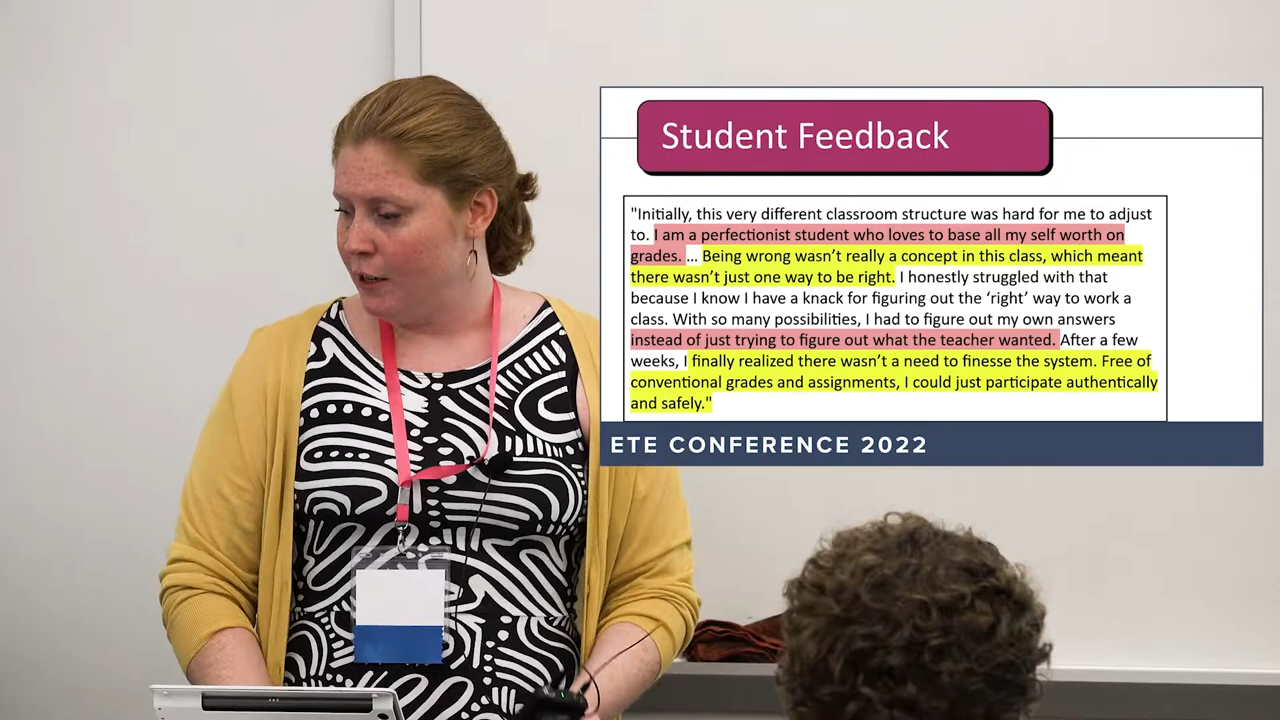 Student Feedback
"Initially, this very different classroom structure was hard for me to adjust
to. I am a perfectionist student who loves to base all my self worth on
grades. ... Being wrong wasn’t really a concept in this class, which meant
there wasn’t just one way to be right. I honestly struggled with that
because I know I have a knack for figuring out the ‘right’ way to work a
class. With so many possibilities, I had to figure out my own answers
instead of just trying to figure out what the teacher wanted. After a few
weeks, I finally realized there wasn’t a need to finesse the system. Free of
conventional grades and assignments, I could just participate authentically
and safely."
ETE CONFERENCE 2022